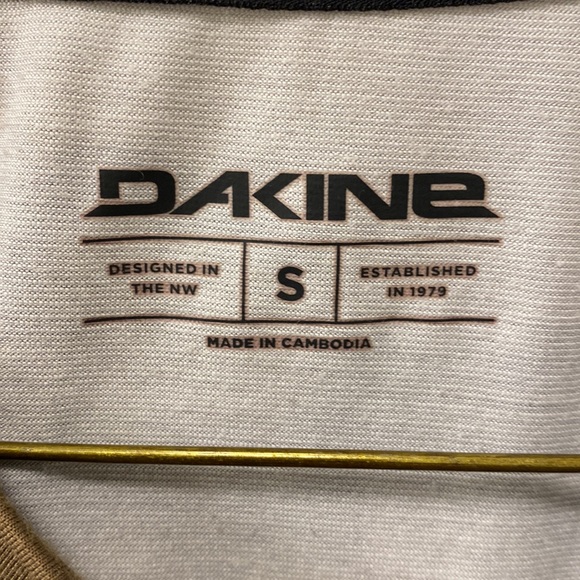 DAKINE
DESIGNED IN
THE NW
S
ESTABLISHED
IN 1979
MADE IN CAMBODIA